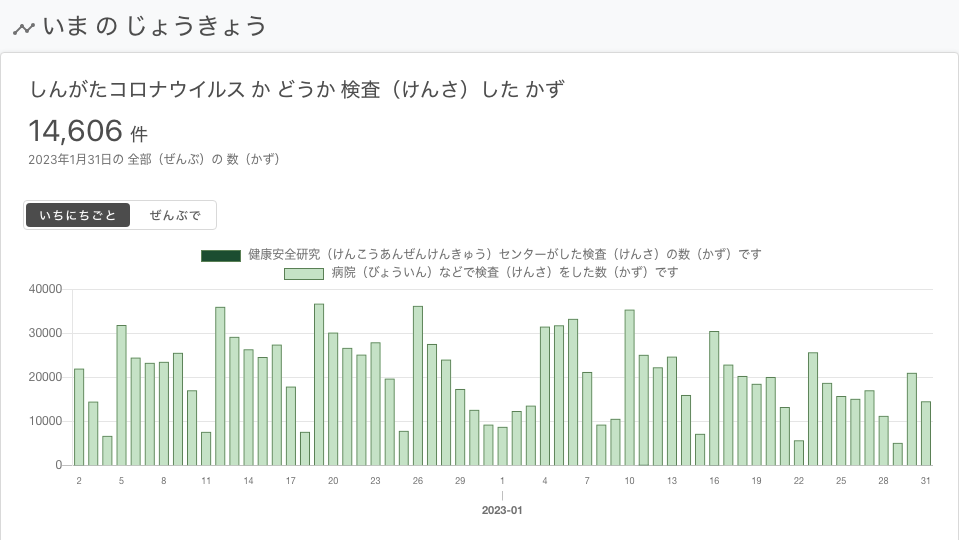 いま の じょうきょう
しんがたコロナウイルス か どうか 検査（けんさ）した かず
14,606 件
2023年1月31日の 全部（ぜんぶ）の 数（かず）
いちにちごと ぜんぶで
健康安全研究（けんこうあんぜんけんきゅう）センターがした検査（けんさ）の数（かず）です
病院（びょういん）などで検査（けんさ）をした数（かず）です
40000
30000
20000
10000
0
2 5 8 11 14 17 20 23 26 29 1 4 7 10 13 16 19 22 25 28 31
2023-01